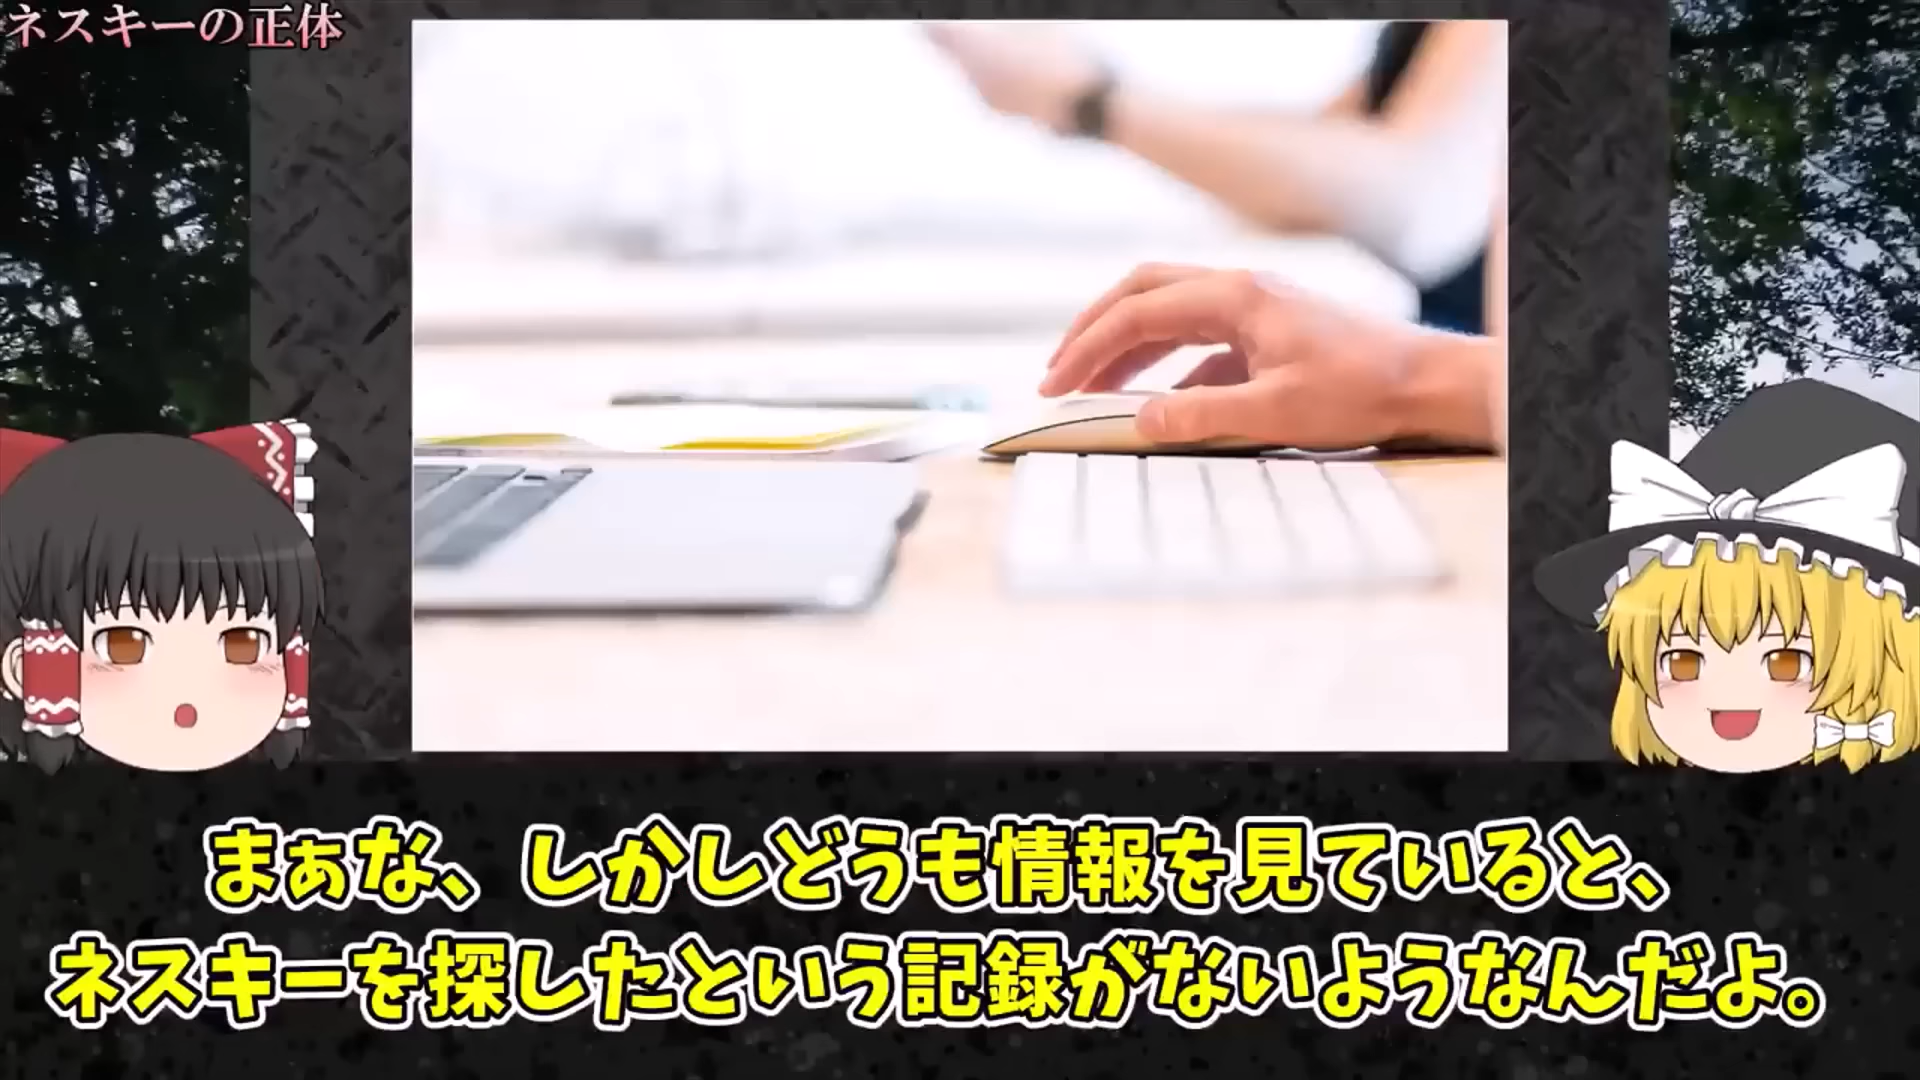 ネスキーの正体
まぁな、しかしどうも情報を見ていると、
ネスキーを探したという記録がないようなんだよ。